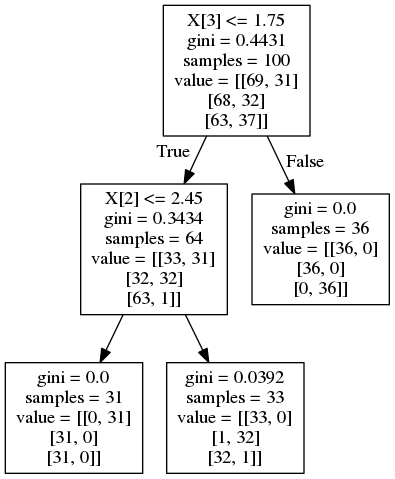 X[3] <= 1.75
gini = 0.4431
samples = 100
value = [[69, 31]
[68, 32]
[63, 37]]
True
False
X[2] <= 2.45
gini = 0.3434
samples = 64
value = [[33, 31]
[32, 32]
[63, 1]]
gini = 0.0
samples = 36
value = [[36, 0]
[36, 0]
[0, 36]]
gini = 0.0
samples = 31
value = [[0, 31]
[31, 0]
[31, 0]]
gini = 0.0392
samples = 33
value = [[33, 0]
[1, 32]
[32, 1]]